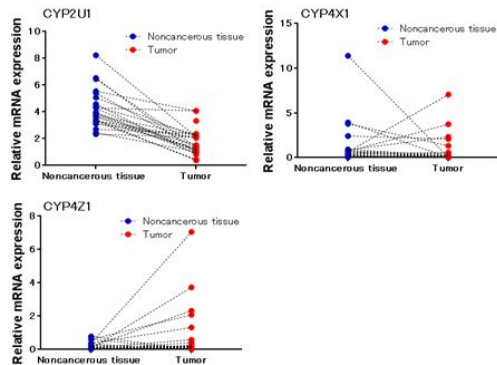 CYP2U1
Relative mRNA expression
10
8
6
4
2
0
Noncancerous tissue
Tumor
Noncancerous tissue
Tumor
CYP4X1
Relative mRNA expression
15
10
5
0
Noncancerous tissue
Tumor
Noncancerous tissue
Tumor
CYP4Z1
Relative mRNA expression
8
6
4
2
0
Noncancerous tissue
Tumor
Noncancerous tissue
Tumor